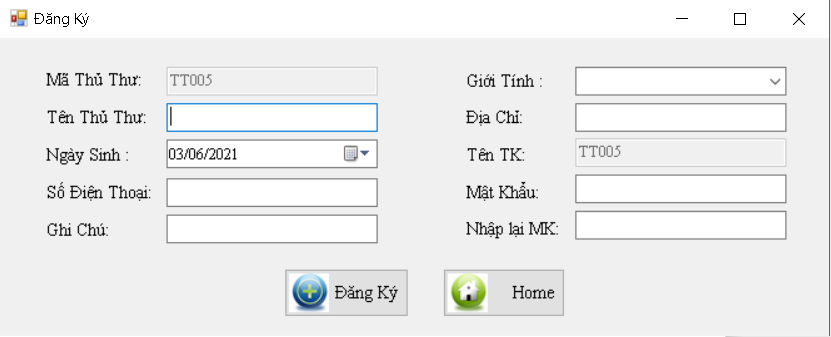 Đăng Ký
Mã Thủ Thư: TT005
Giới Tính :
Tên Thủ Thư:
Địa Chỉ:
Ngày Sinh : 03/06/2021
Tên TK: TT005
Số Điện Thoại:
Mật Khẩu:
Ghi Chú:
Nhập lại MK:
Đăng Ký
Home